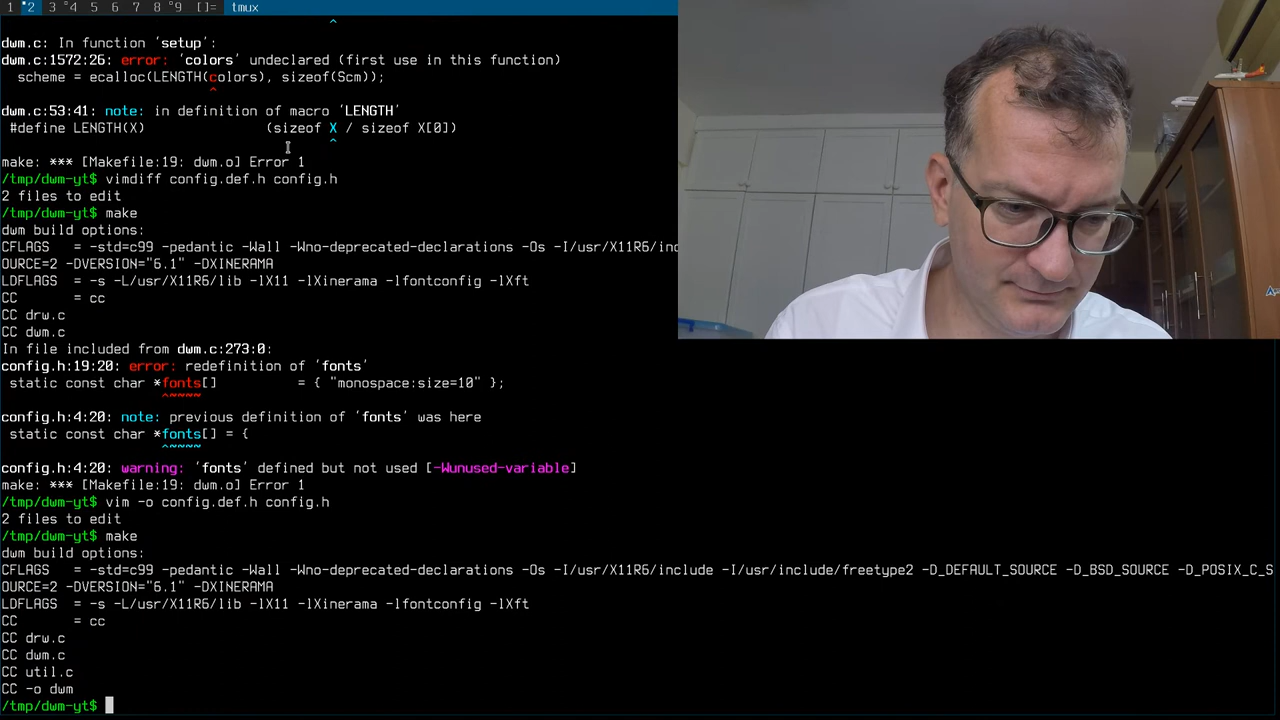 1 2 3 4 5 6 7 8 9 []= tmux
dwm.c: In function ‘setup’:
dwm.c:1572:26: error: ‘colors’ undeclared (first use in this function)
scheme = ecalloc(LENGTH(colors), sizeof(Scm));
^
dwm.c:53:41: note: in definition of macro ‘LENGTH’
#define LENGTH(X) (sizeof X / sizeof X[0])
^
make: *** [Makefile:19: dwm.o] Error 1
/tmp/dwm-yt$ vimdiff config.def.h config.h
2 files to edit
/tmp/dwm-yt$ make
dwm build options:
CFLAGS = -std=c99 -pedantic -Wall -Wno-deprecated-declarations -Os -I/usr/X11R6/inc
OURCE=2 -DVERSION="6.1" -DXINERAMA
LDFLAGS = -s -L/usr/X11R6/lib -lX11 -lXinerama -lfontconfig -lXft
CC = cc
CC drw.c
CC dwm.c
In file included from dwm.c:273:0:
config.h:19:20: error: redefinition of ‘fonts’
static const char *fonts[] = { "monospace:size=10" };
^~~~~
config.h:4:20: note: previous definition of ‘fonts’ was here
static const char *fonts[] = {
^~~~~
config.h:4:20: warning: ‘fonts’ defined but not used [-Wunused-variable]
make: *** [Makefile:19: dwm.o] Error 1
/tmp/dwm-yt$ vim -o config.def.h config.h
2 files to edit
/tmp/dwm-yt$ make
dwm build options:
CFLAGS = -std=c99 -pedantic -Wall -Wno-deprecated-declarations -Os -I/usr/X11R6/include -I/usr/include/freetype2 -D_DEFAULT_SOURCE -D_BSD_SOURCE -D_POSIX_C_S
OURCE=2 -DVERSION="6.1" -DXINERAMA
LDFLAGS = -s -L/usr/X11R6/lib -lX11 -lXinerama -lfontconfig -lXft
CC = cc
CC drw.c
CC dwm.c
CC util.c
CC -o dwm
/tmp/dwm-yt$